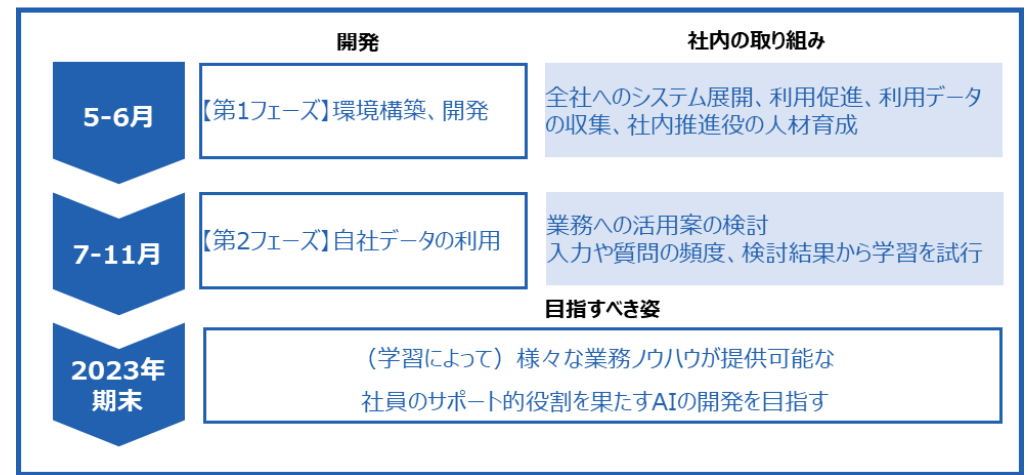 開発
社内の取り組み
5-6月
【第1フェーズ】環境構築、開発
全社へのシステム展開、利用促進、利用データ
の収集、社内推進役の人材育成
7-11月
【第2フェーズ】自社データの利用
業務への活用案の検討
入力や質問の頻度、検討結果から学習を試行
目指すべき姿
2023年
期末
（学習によって）様々な業務ノウハウが提供可能な
社員のサポート的役割を果たすAIの開発を目指す